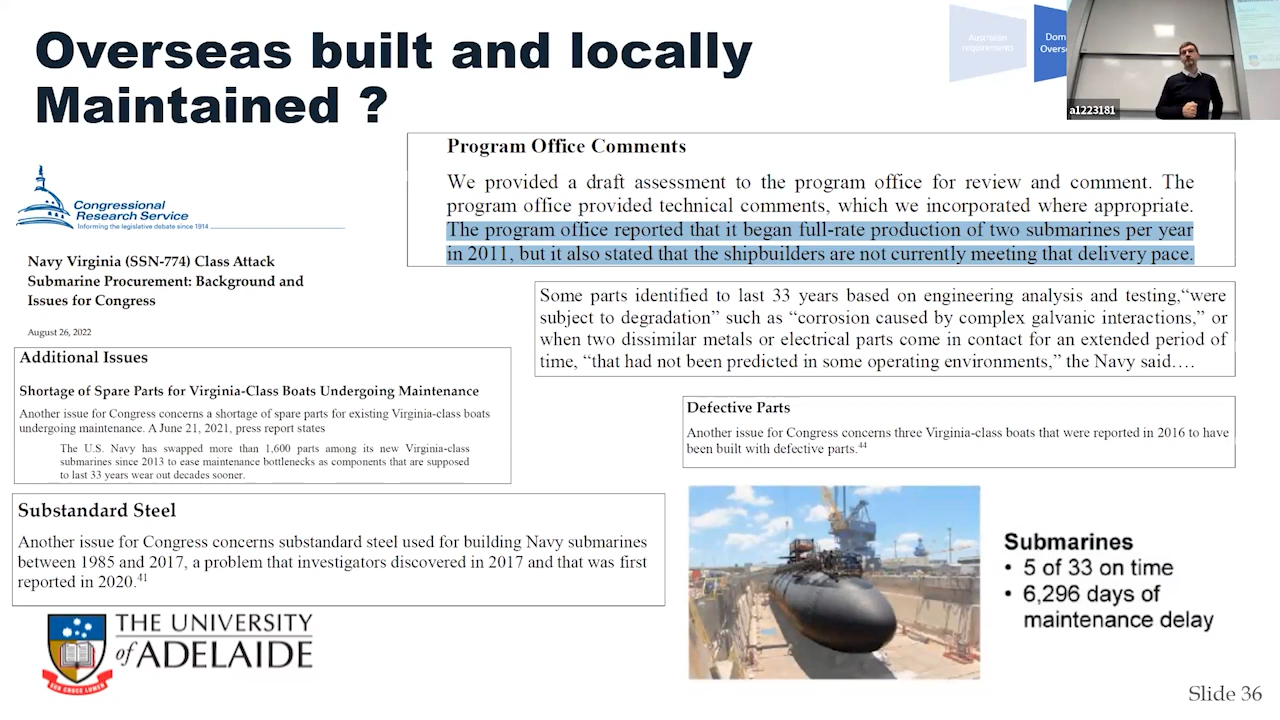 Overseas built and locally
Maintained ?
Australian
requirements
Dom
Overs
a1223181
Program Office Comments
We provided a draft assessment to the program office for review and comment. The
program office provided technical comments, which we incorporated where appropriate.
The program office reported that it began full-rate production of two submarines per year
in 2011, but it also stated that the shipbuilders are not currently meeting that delivery pace.
Congressional
Research Service
Informing the legislative debate since 1914
Navy Virginia (SSN-774) Class Attack
Submarine Procurement: Background and
Issues for Congress
August 26, 2022
Some parts identified to last 33 years based on engineering analysis and testing,“were
subject to degradation” such as “corrosion caused by complex galvanic interactions,” or
when two dissimilar metals or electrical parts come in contact for an extended period of
time, “that had not been predicted in some operating environments,” the Navy said….
Additional Issues
Shortage of Spare Parts for Virginia-Class Boats Undergoing Maintenance
Another issue for Congress concerns a shortage of spare parts for existing Virginia-class boats
undergoing maintenance. A June 21, 2021, press report states
The U.S. Navy has swapped more than 1,600 parts among its new Virginia-class
submarines since 2013 to ease maintenance bottlenecks as components that are supposed
to last 33 years wear out decades sooner.
Defective Parts
Another issue for Congress concerns three Virginia-class boats that were reported in 2016 to have
been built with defective parts.44
Substandard Steel
Another issue for Congress concerns substandard steel used for building Navy submarines
between 1985 and 2017, a problem that investigators discovered in 2017 and that was first
reported in 2020.41
Submarines
• 5 of 33 on time
• 6,296 days of
maintenance delay
THE UNIVERSITY
of ADELAIDE
SUB CRUCE LUMEN
Slide 36